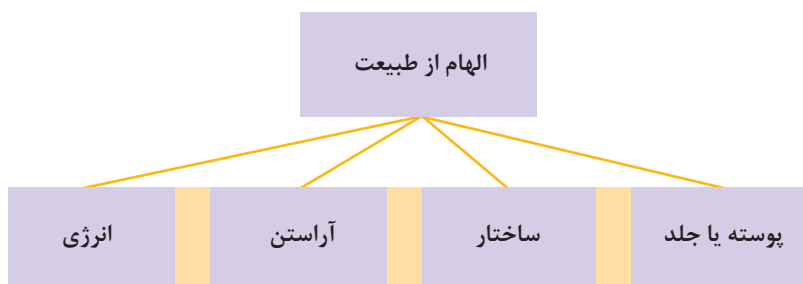 الهام از طبیعت
پوسته یا جلد
ساختار
آراستن
انرژی